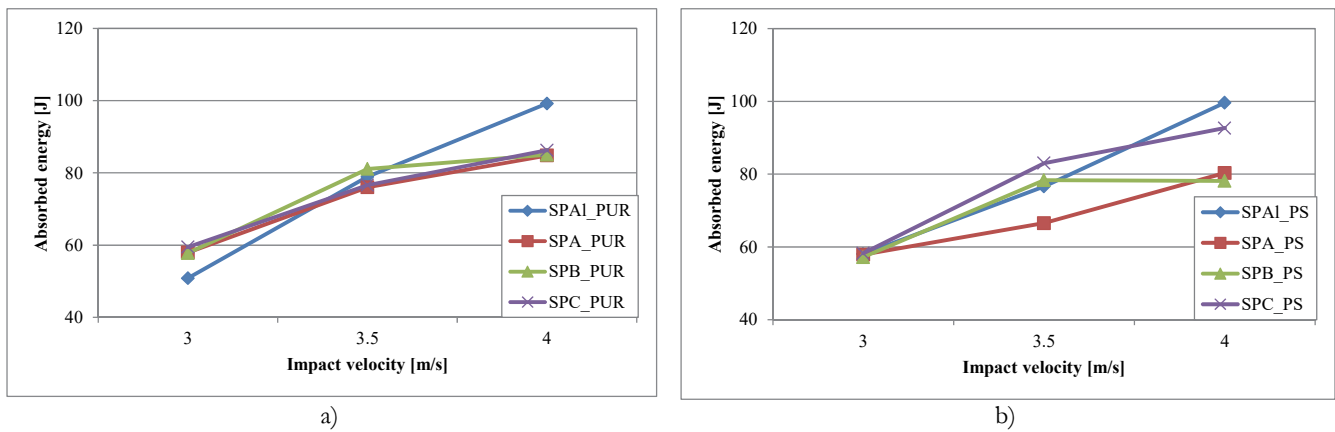 120
100
80
60
40
Absorbed energy [J]
3
3.5
4
Impact velocity [m/s]
SPAl_PUR
SPA_PUR
SPB_PUR
SPC_PUR
a)
120
100
80
60
40
Absorbed energy [J]
3
3.5
4
Impact velocity [m/s]
SPAl_PS
SPA_PS
SPB_PS
SPC_PS
b)